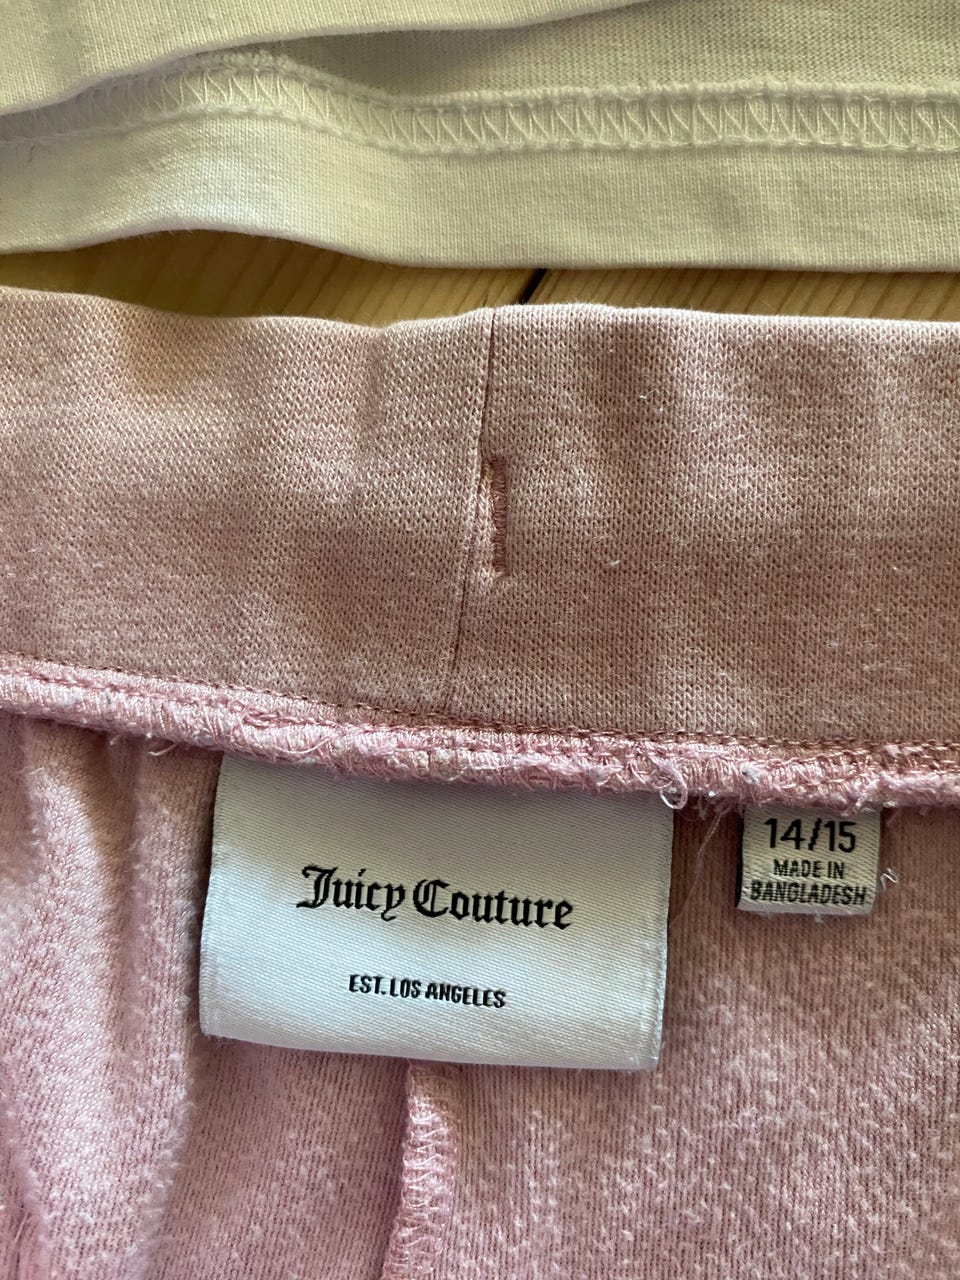 Juicy Couture
EST. LOS ANGELES
14/15
MADE IN
BANGLADESH